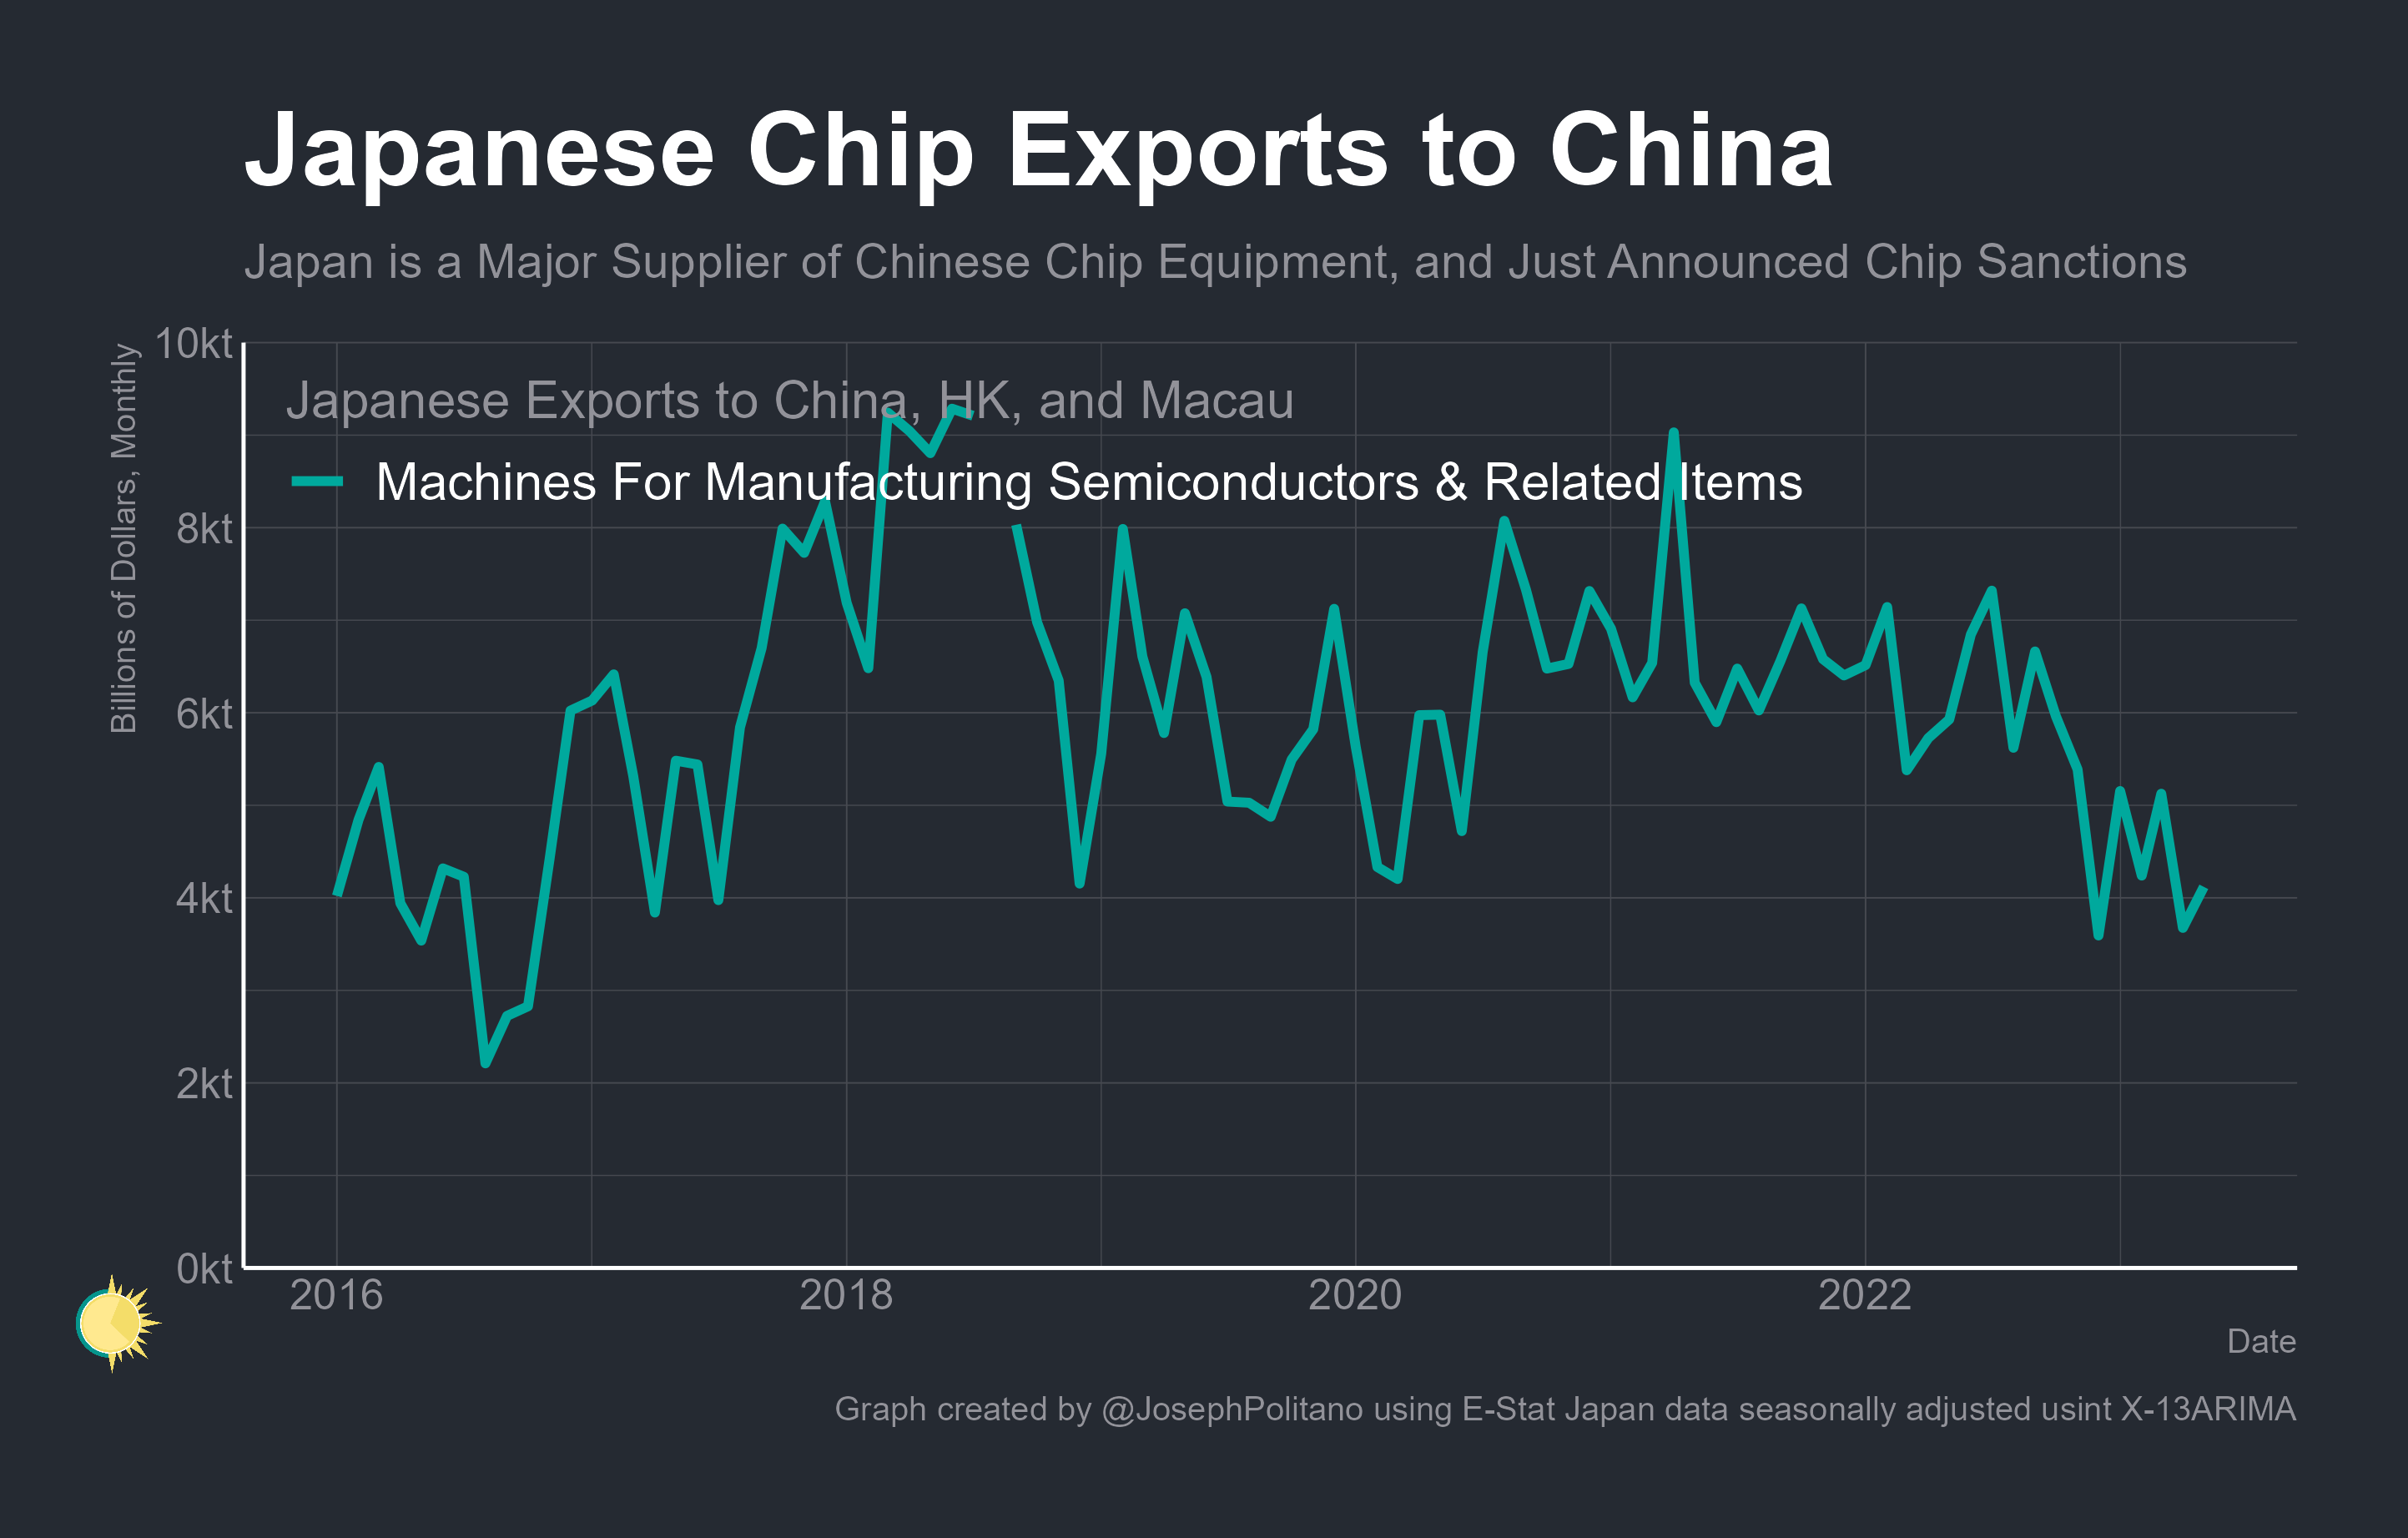 Japanese Chip Exports to China
Japan is a Major Supplier of Chinese Chip Equipment, and Just Announced Chip Sanctions
Billions of Dollars, Monthly
10kt
8kt
6kt
4kt
2kt
0kt
Japanese Exports to China, HK, and Macau
Machines For Manufacturing Semiconductors & Related Items
2016
2018
2020
2022
Date
Graph created by @JosephPolitano using E-Stat Japan data seasonally adjusted usint X-13ARIMA